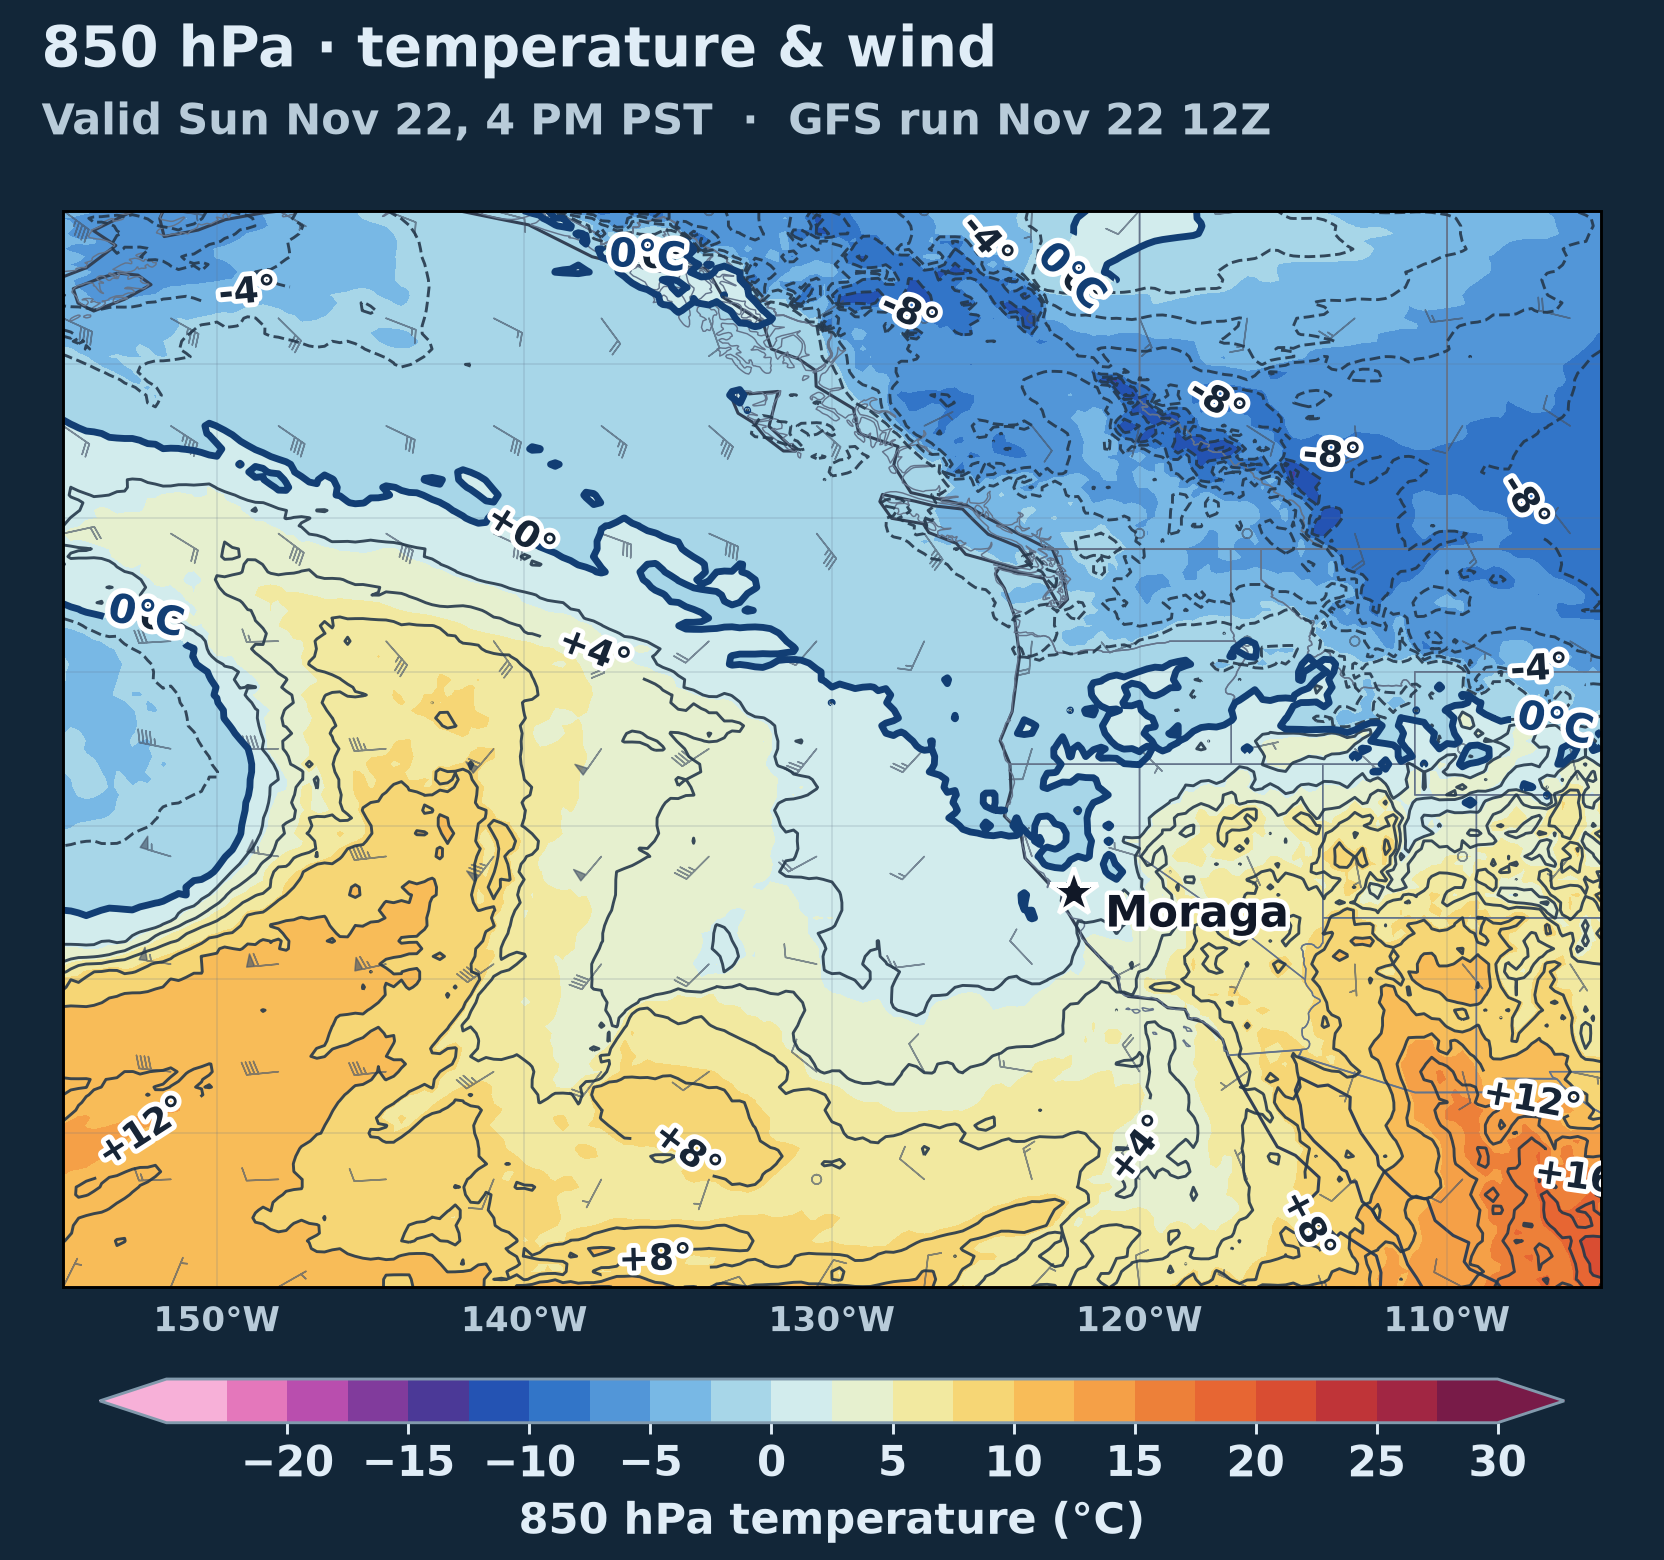 850 hPa · temperature & wind
Valid Sun Nov 22, 4 PM PST · GFS run Nov 22 12Z
0°C
-4°
0°C
-4°
-8°
-8°
-8°
-8°
+0°
0°C
+4°
-4°
0°C
Moraga
+12°
+12°
+8°
+4°
+16
+8°
+8°
150°W 140°W 130°W 120°W 110°W
−20 −15 −10 −5 0 5 10 15 20 25 30
850 hPa temperature (°C)